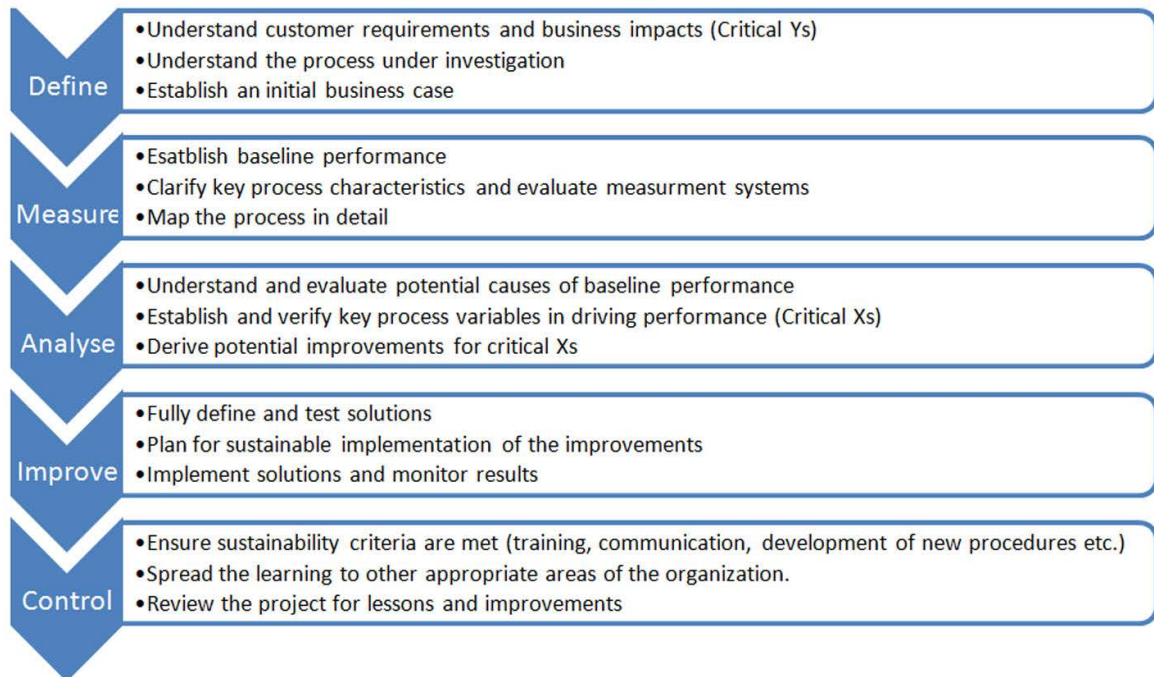 Define
•Understand customer requirements and business impacts (Critical Ys)
•Understand the process under investigation
•Establish an initial business case
Measure
•Esatblish baseline performance
•Clarify key process characteristics and evaluate measurment systems
•Map the process in detail
Analyse
•Understand and evaluate potential causes of baseline performance
•Establish and verify key process variables in driving performance (Critical Xs)
•Derive potential improvements for critical Xs
Improve
•Fully define and test solutions
•Plan for sustainable implementation of the improvements
•Implement solutions and monitor results
Control
•Ensure sustainability criteria are met (training, communication, development of new procedures etc.)
•Spread the learning to other appropriate areas of the organization.
•Review the project for lessons and improvements